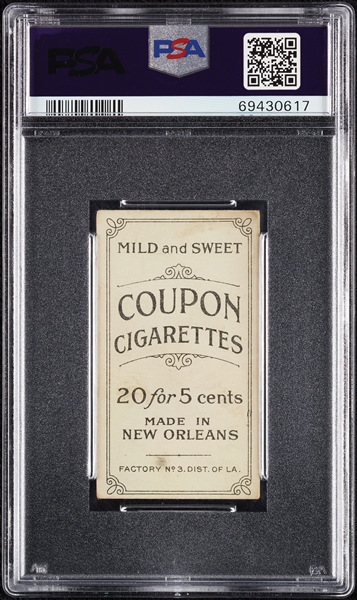 PSA
PSA
69430617
MILD and SWEET
COUPON
CIGARETTES
20 for 5 cents
MADE IN
NEW ORLEANS
FACTORY Nº 3. DIST. OF LA.